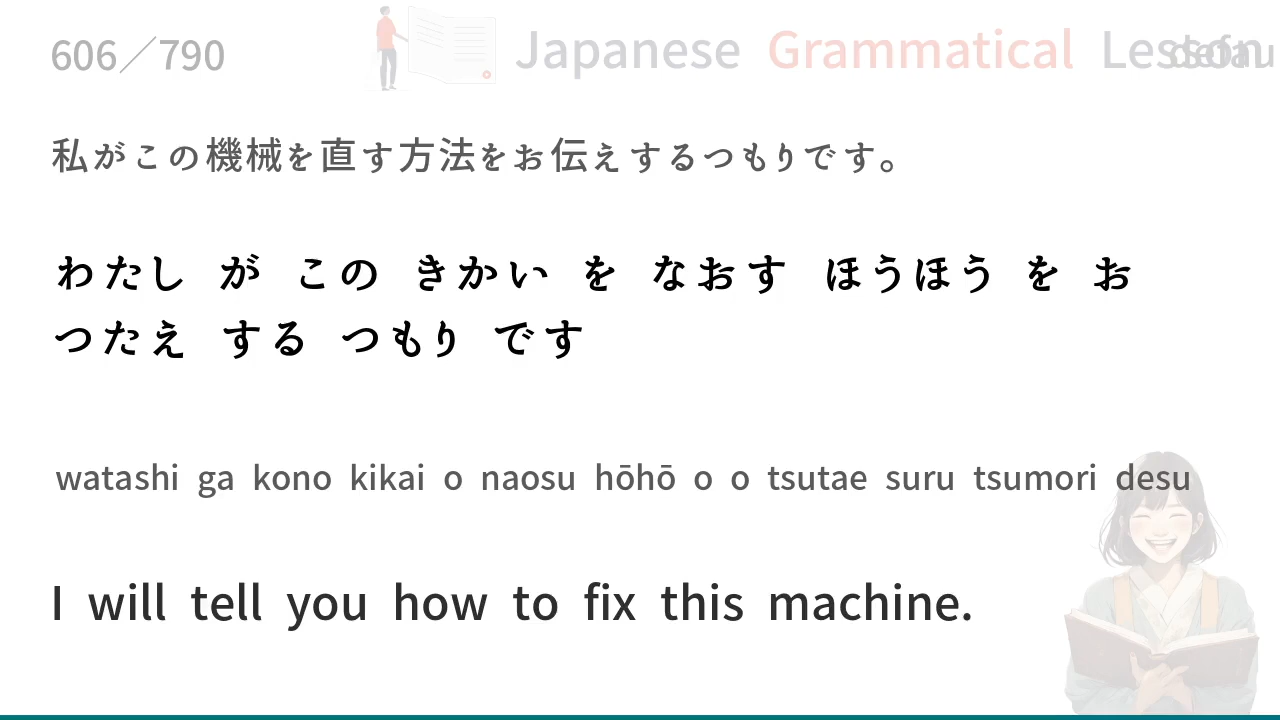 606／790
Japanese Grammatical Lesson
defau
私がこの機械を直す方法をお伝えするつもりです。
わたし が この きかい を なおす ほうほう を お
つたえ する つもり です
watashi ga kono kikai o naosu hōhō o o tsutae suru tsumori desu
I will tell you how to fix this machine.